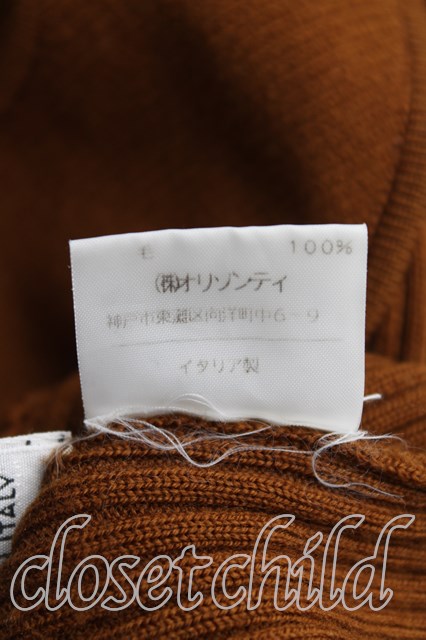 毛 100%
(株)オリゾンティ
神戸市東灘区向洋町中6-9
イタリア製
ITALY
closet child